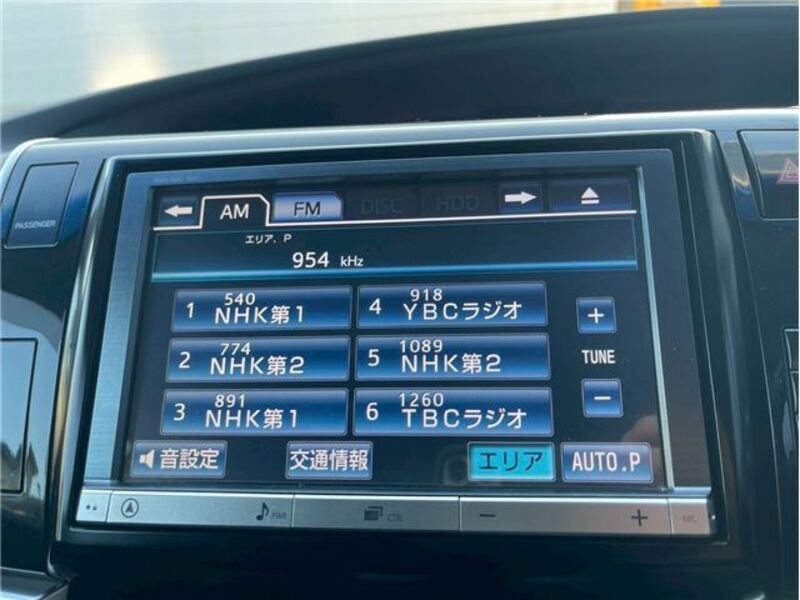 PASSENGER
AM FM DISC HDD
エリア. P
954 kHz
1 540 NHK第1
4 918 YBCラジオ
2 774 NHK第2
5 1089 NHK第2
3 891 NHK第1
6 1260 TBCラジオ
+
TUNE
−
音設定 交通情報 エリア AUTO.P
PWR − +